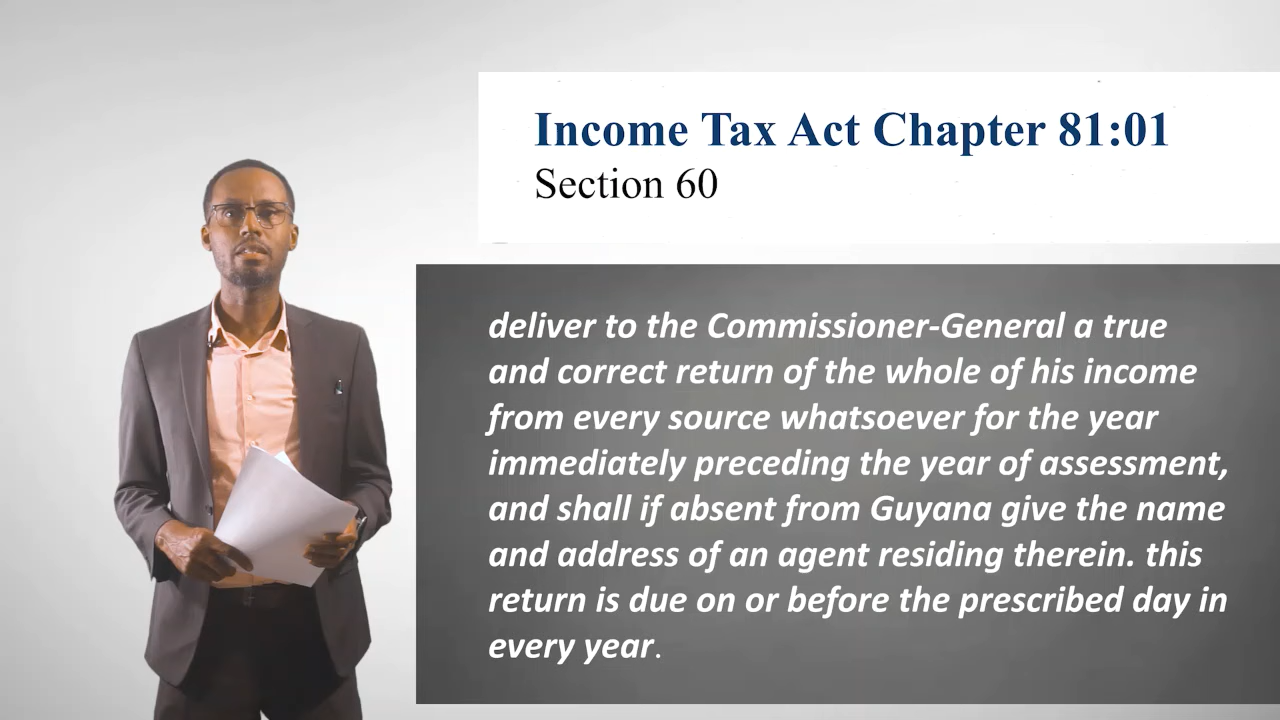 Income Tax Act Chapter 81:01
Section 60
deliver to the Commissioner-General a true
and correct return of the whole of his income
from every source whatsoever for the year
immediately preceding the year of assessment,
and shall if absent from Guyana give the name
and address of an agent residing therein. this
return is due on or before the prescribed day in
every year.